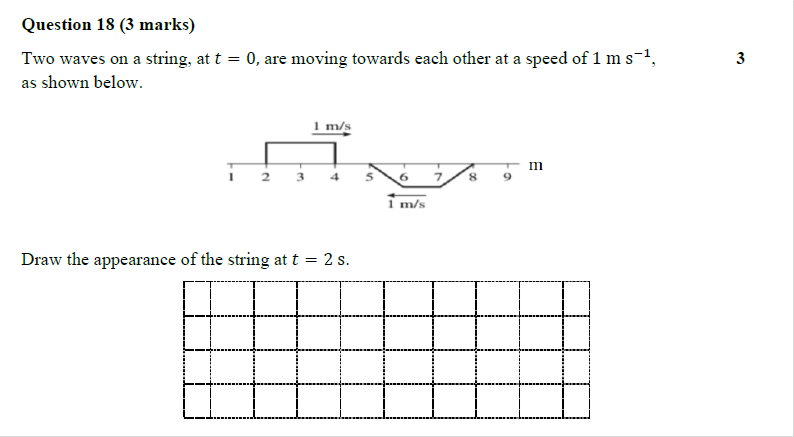 Question 18 (3 marks)
Two waves on a string, at t = 0, are moving towards each other at a speed of 1 m s⁻¹, 3
as shown below.
1 m/s
m
1 2 3 4 5 6 7 8 9
1 m/s
Draw the appearance of the string at t = 2 s.